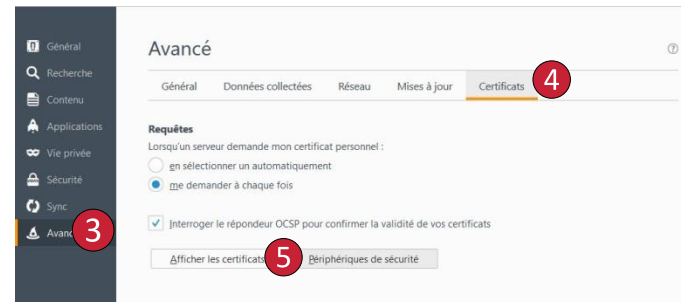 Général
Recherche
Contenu
Applications
Vie privée
Sécurité
Sync
3
Avancé
Général Données collectées Réseau Mises à jour Certificats 4
Requêtes
Lorsqu'un serveur demande mon certificat personnel :
en sélectionner un automatiquement
me demander à chaque fois
Interroger le répondeur OCSP pour confirmer la validité de vos certificats
Afficher les certificats 5 Périphériques de sécurité